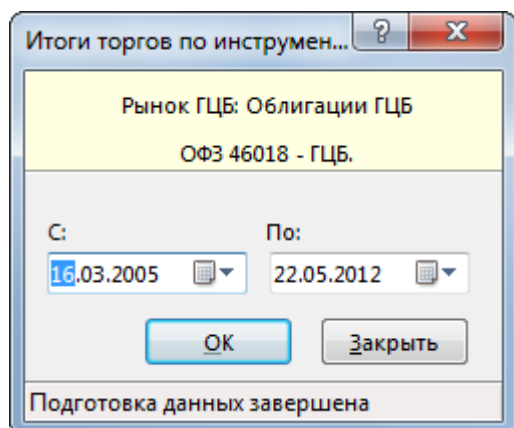 Итоги торгов по инструмен...
Рынок ГЦБ: Облигации ГЦБ
ОФЗ 46018 - ГЦБ.
С: По:
16.03.2005 22.05.2012
OK Закрыть
Подготовка данных завершена